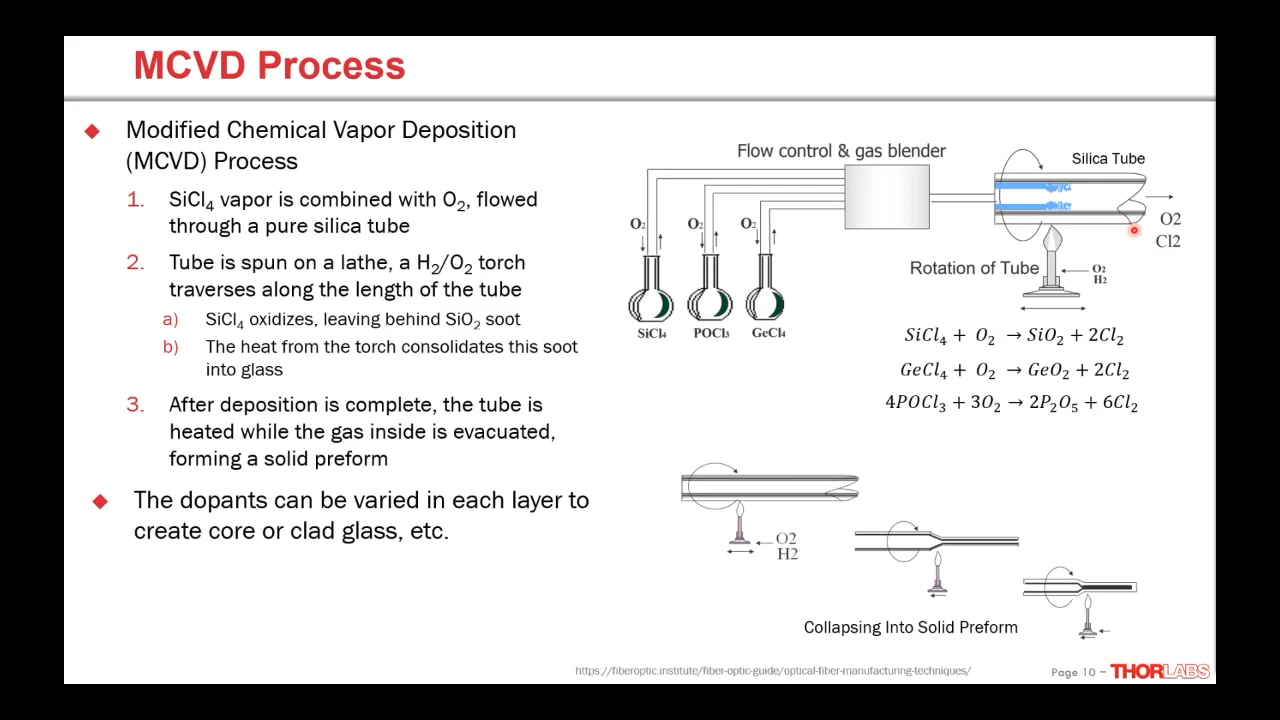 MCVD Process
◆ Modified Chemical Vapor Deposition
(MCVD) Process
1. SiCl₄ vapor is combined with O₂, flowed
through a pure silica tube
2. Tube is spun on a lathe, a H₂/O₂ torch
traverses along the length of the tube
a) SiCl₄ oxidizes, leaving behind SiO₂ soot
b) The heat from the torch consolidates this soot
into glass
3. After deposition is complete, the tube is
heated while the gas inside is evacuated,
forming a solid preform
◆ The dopants can be varied in each layer to
create core or clad glass, etc.
Flow control & gas blender
Silica Tube
O₂ O₂ O₂
O2
Cl2
Rotation of Tube
O₂
H₂
SiCl₄ POCl₃ GeCl₄
SiCl₄ + O₂ → SiO₂ + 2Cl₂
GeCl₄ + O₂ → GeO₂ + 2Cl₂
4POCl₃ + 3O₂ → 2P₂O₅ + 6Cl₂
O2
H2
Collapsing Into Solid Preform
https://fiberoptic.institute/fiber-optic-guide/optical-fiber-manufacturing-techniques/
Page 10 – THORLABS